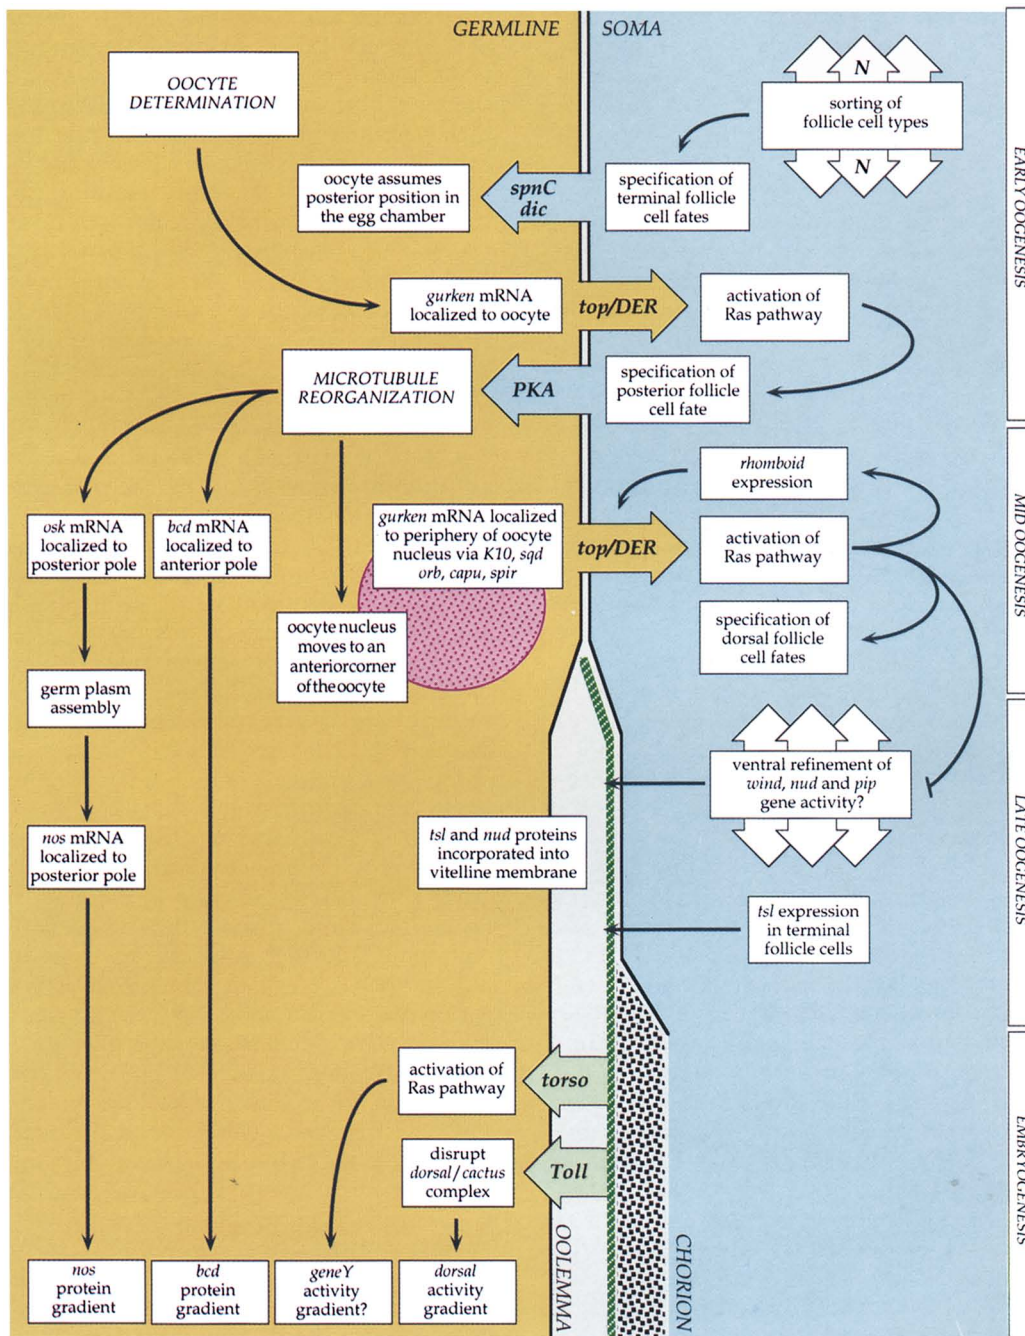 GERMLINE
SOMA
OOCYTE
DETERMINATION
N
sorting of
follicle cell types
N
oocyte assumes
posterior position in
the egg chamber
spnC
dic
specification of
terminal follicle
cell fates
gurken mRNA
localized to oocyte
top/DER
activation of
Ras pathway
MICROTUBULE
REORGANIZATION
PKA
specification of
posterior follicle
cell fate
EARLY OOGENESIS
rhomboid
expression
osk mRNA
localized to
posterior pole
bcd mRNA
localized to
anterior pole
gurken mRNA localized
to periphery of oocyte
nucleus via K10, sqd
orb, capu, spir
top/DER
activation of
Ras pathway
oocyte nucleus
moves to an
anteriorcorner
of the oocyte
specification of
dorsal follicle
cell fates
MID OOGENESIS
germ plasm
assembly
ventral refinement of
wind, nud and pip
gene activity?
nos mRNA
localized to
posterior pole
tsl and nud proteins
incorporated into
vitelline membrane
tsl expression
in terminal
follicle cells
LATE OOGENESIS
activation of
Ras pathway
torso
disrupt
dorsal/cactus
complex
Toll
nos
protein
gradient
bcd
protein
gradient
geneY
activity
gradient?
dorsal
activity
gradient
OOLEMMA
CHORION
EMBRYOGENESIS